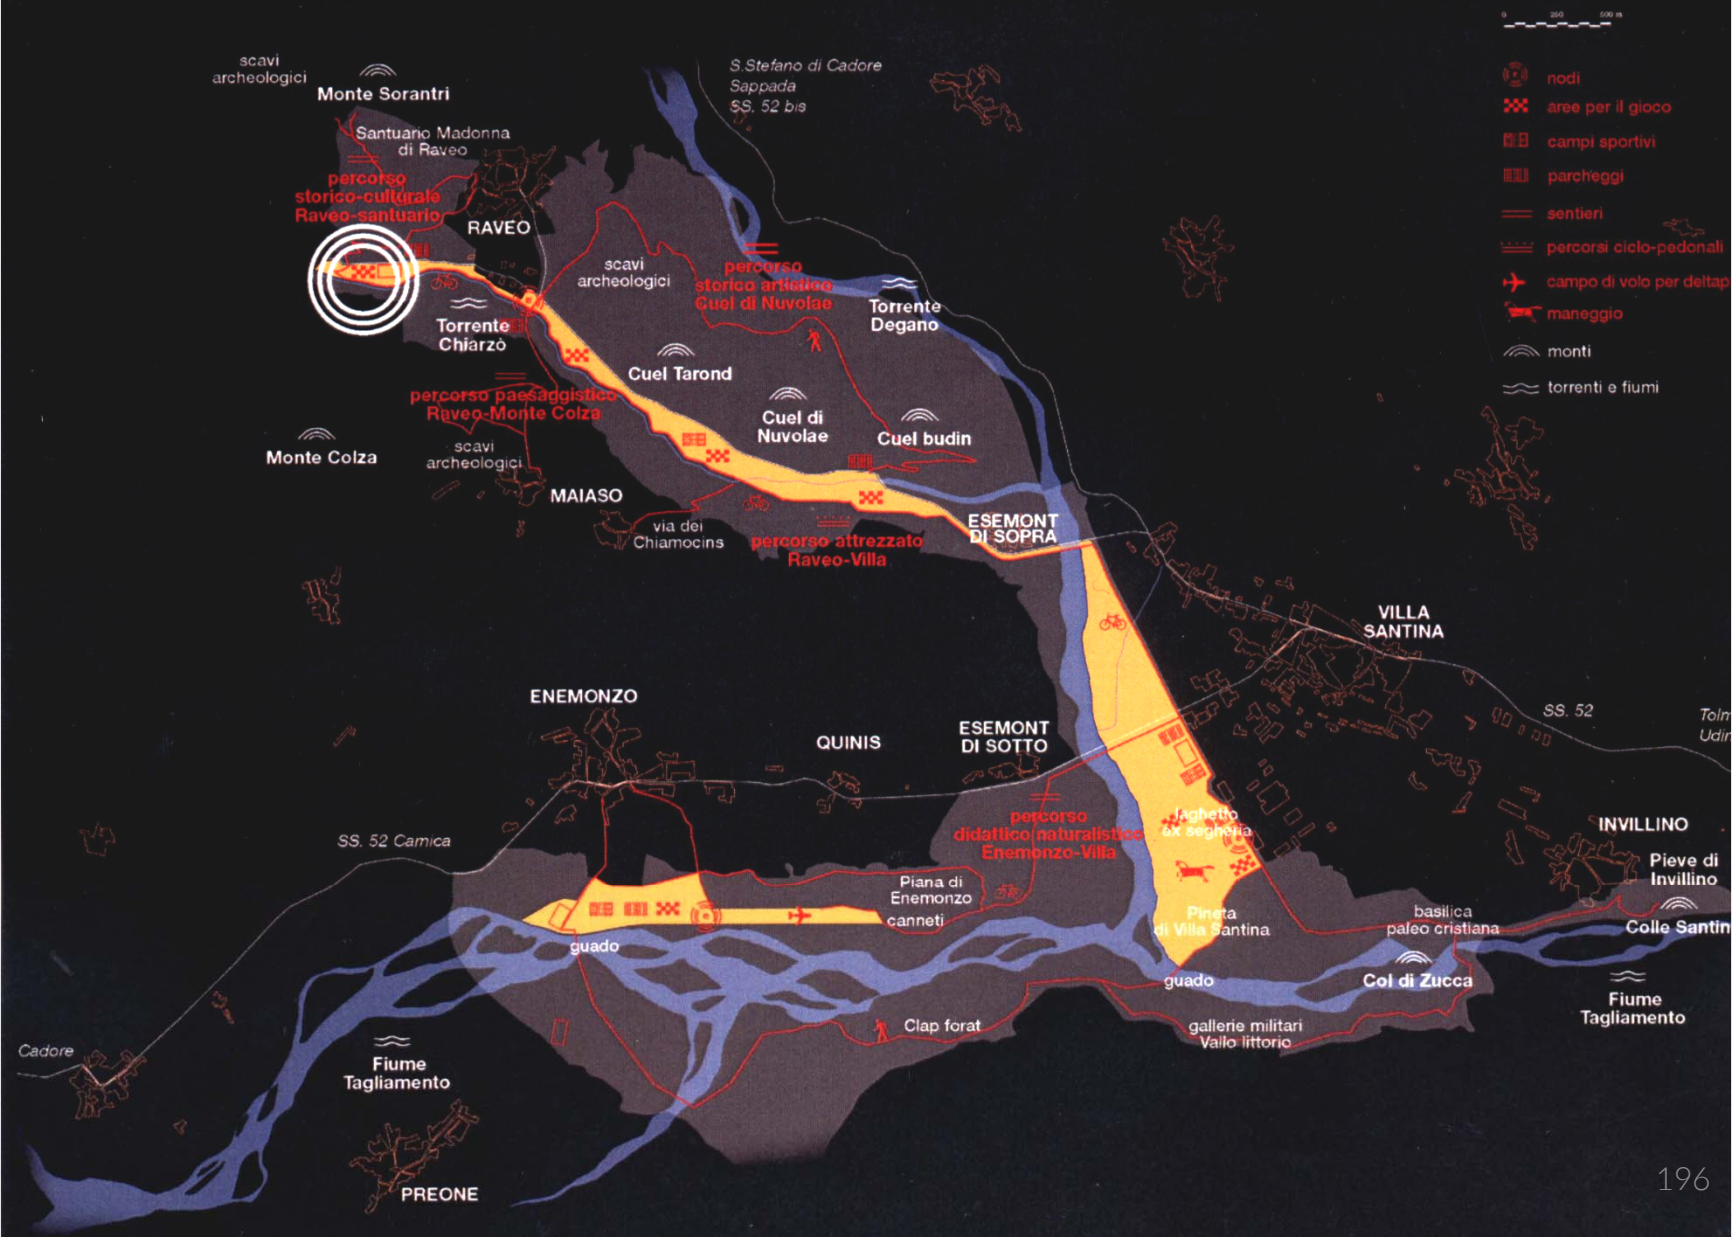 0 250 500 m
scavi
archeologici
Monte Sorantri
S.Stefano di Cadore
Sappada
SS. 52 bis
Santuario Madonna
di Raveo
percorso
storico-culturale
Raveo-santuario
RAVEO
scavi
archeologici
percorso
storico artistico
Cuel di Nuvolae
Torrente
Degano
Torrente
Chiarzò
Cuel Tarond
percorso paesaggistico
Raveo-Monte Colza
Cuel di
Nuvolae
Cuel budin
scavi
archeologici
Monte Colza
MAIASO
via dei
Chiamocins
percorso attrezzato
Raveo-Villa
ESEMONT
DI SOPRA
nodi
aree per il gioco
campi sportivi
parcheggi
sentieri
percorsi ciclo-pedonali
campo di volo per deltap
maneggio
monti
torrenti e fiumi
VILLA
SANTINA
ENEMONZO
QUINIS
ESEMONT
DI SOTTO
SS. 52
Tolm
Udin
SS. 52 Carnica
percorso
didattico naturalistico
Enemonzo-Villa
laghetto
ex segheria
INVILLINO
Pieve di
Invillino
Colle Santin
Piana di
Enemonzo
canneti
Pineta
di Villa Santina
basilica
paleo cristiana
guado
guado
Col di Zucca
Fiume
Tagliamento
Clap forat
gallerie militari
Vallo littorio
Cadore
Fiume
Tagliamento
PREONE
196